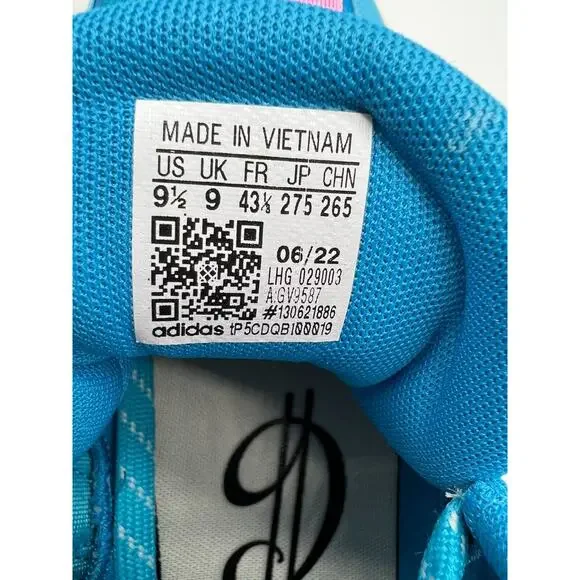 MADE IN VIETNAM
US UK FR JP CHN
9½ 9 43⅓ 275 265
06/22
LHG 029003
A:GV9587
#130621886
adidas tP5CDQBI00019